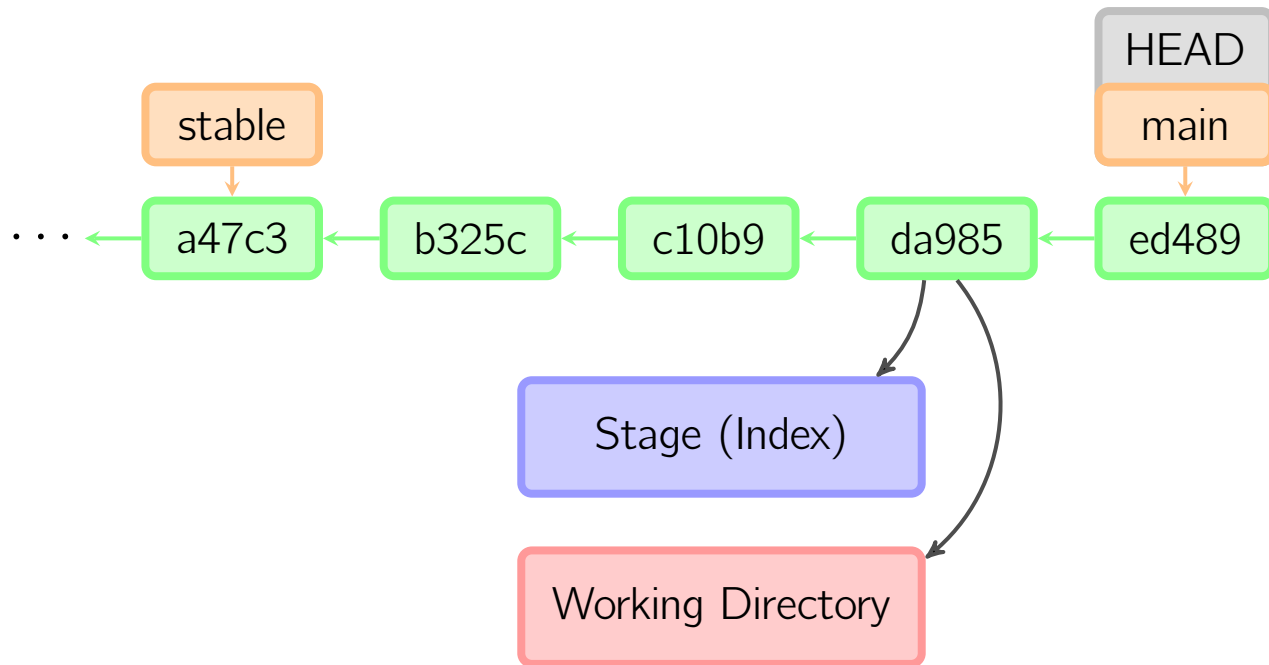 HEAD
stable
main
... a47c3 b325c c10b9 da985 ed489
Stage (Index)
Working Directory